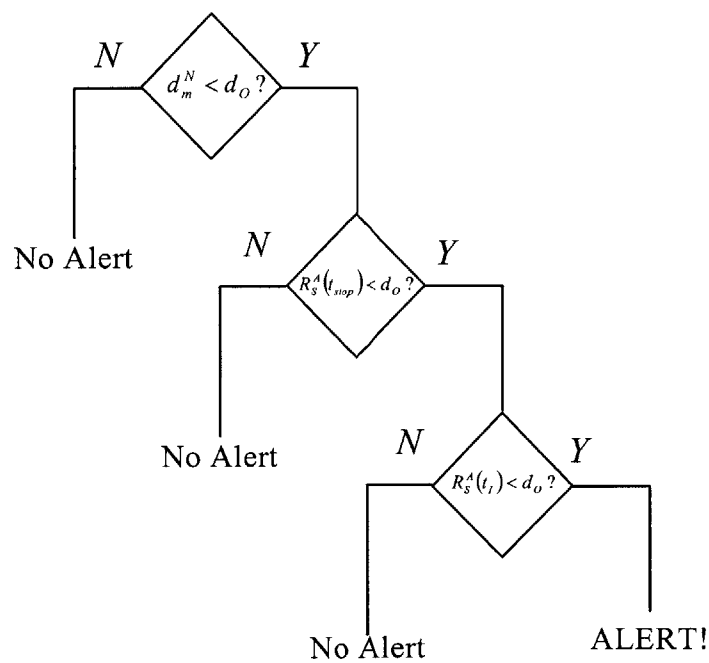 N
Y
d_m^N < d_O ?
No Alert
N
Y
R_S^A(t_stop) < d_O ?
No Alert
N
Y
R_S^A(t_I) < d_O ?
No Alert
ALERT!